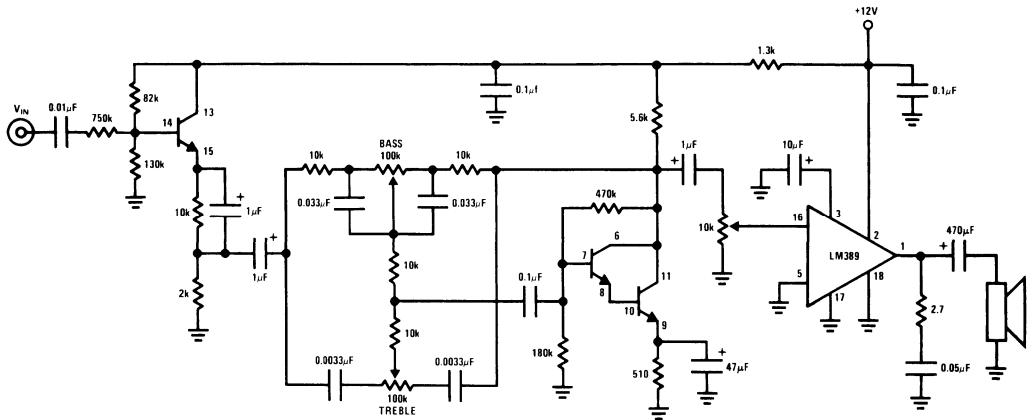 +12V
1.3k
VIN
0.01µF
750k
82k
14
13
0.1µf
5.6k
0.1µF
15
130k
10k
BASS
100k
10k
1µF
10µF
+
+
10k
+
1µF
+
1µF
0.033µF
0.033µF
470k
10k
16
3
2
LM389
1
470µF
+
6
7
8
11
10
9
5
17
18
10k
0.1µF
2k
10k
2.7
0.0033µF
0.0033µF
180k
510
+
47µF
0.05µF
100k
TREBLE